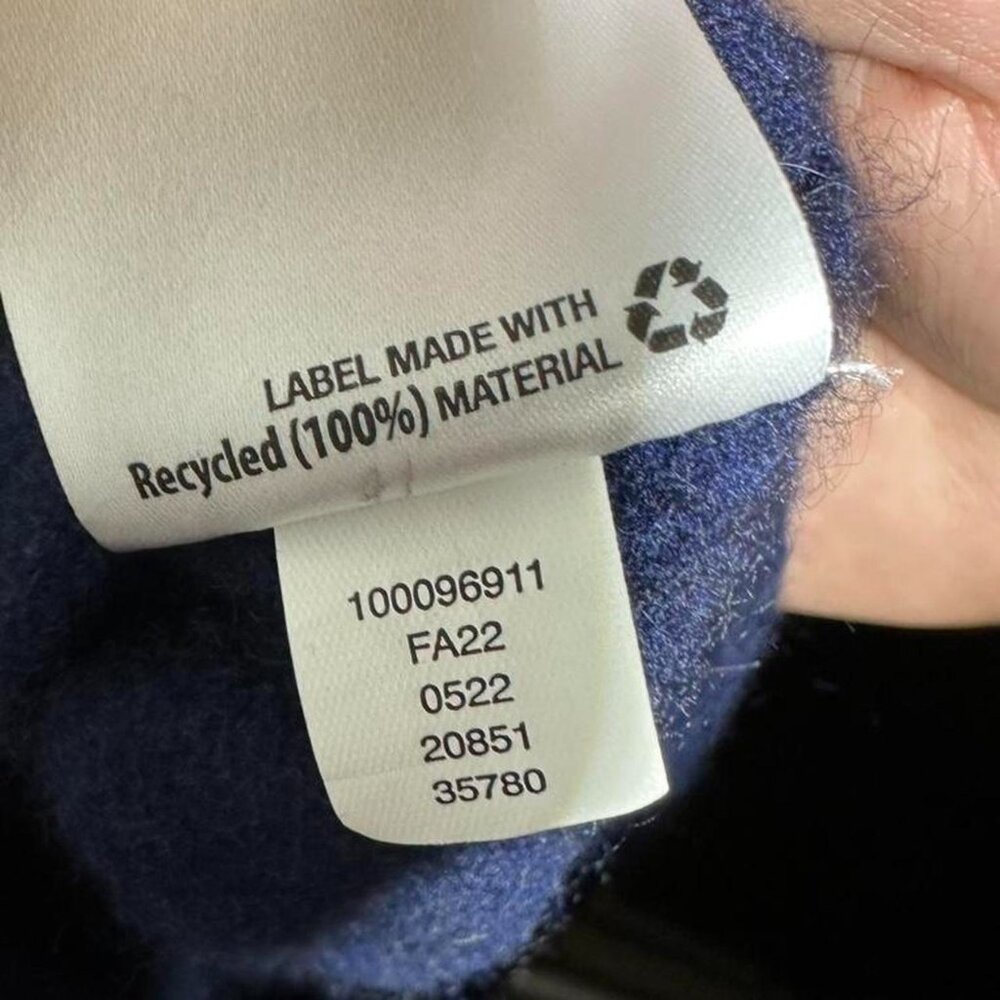 LABEL MADE WITH
Recycled (100%) MATERIAL
100096911
FA22
0522
20851
35780